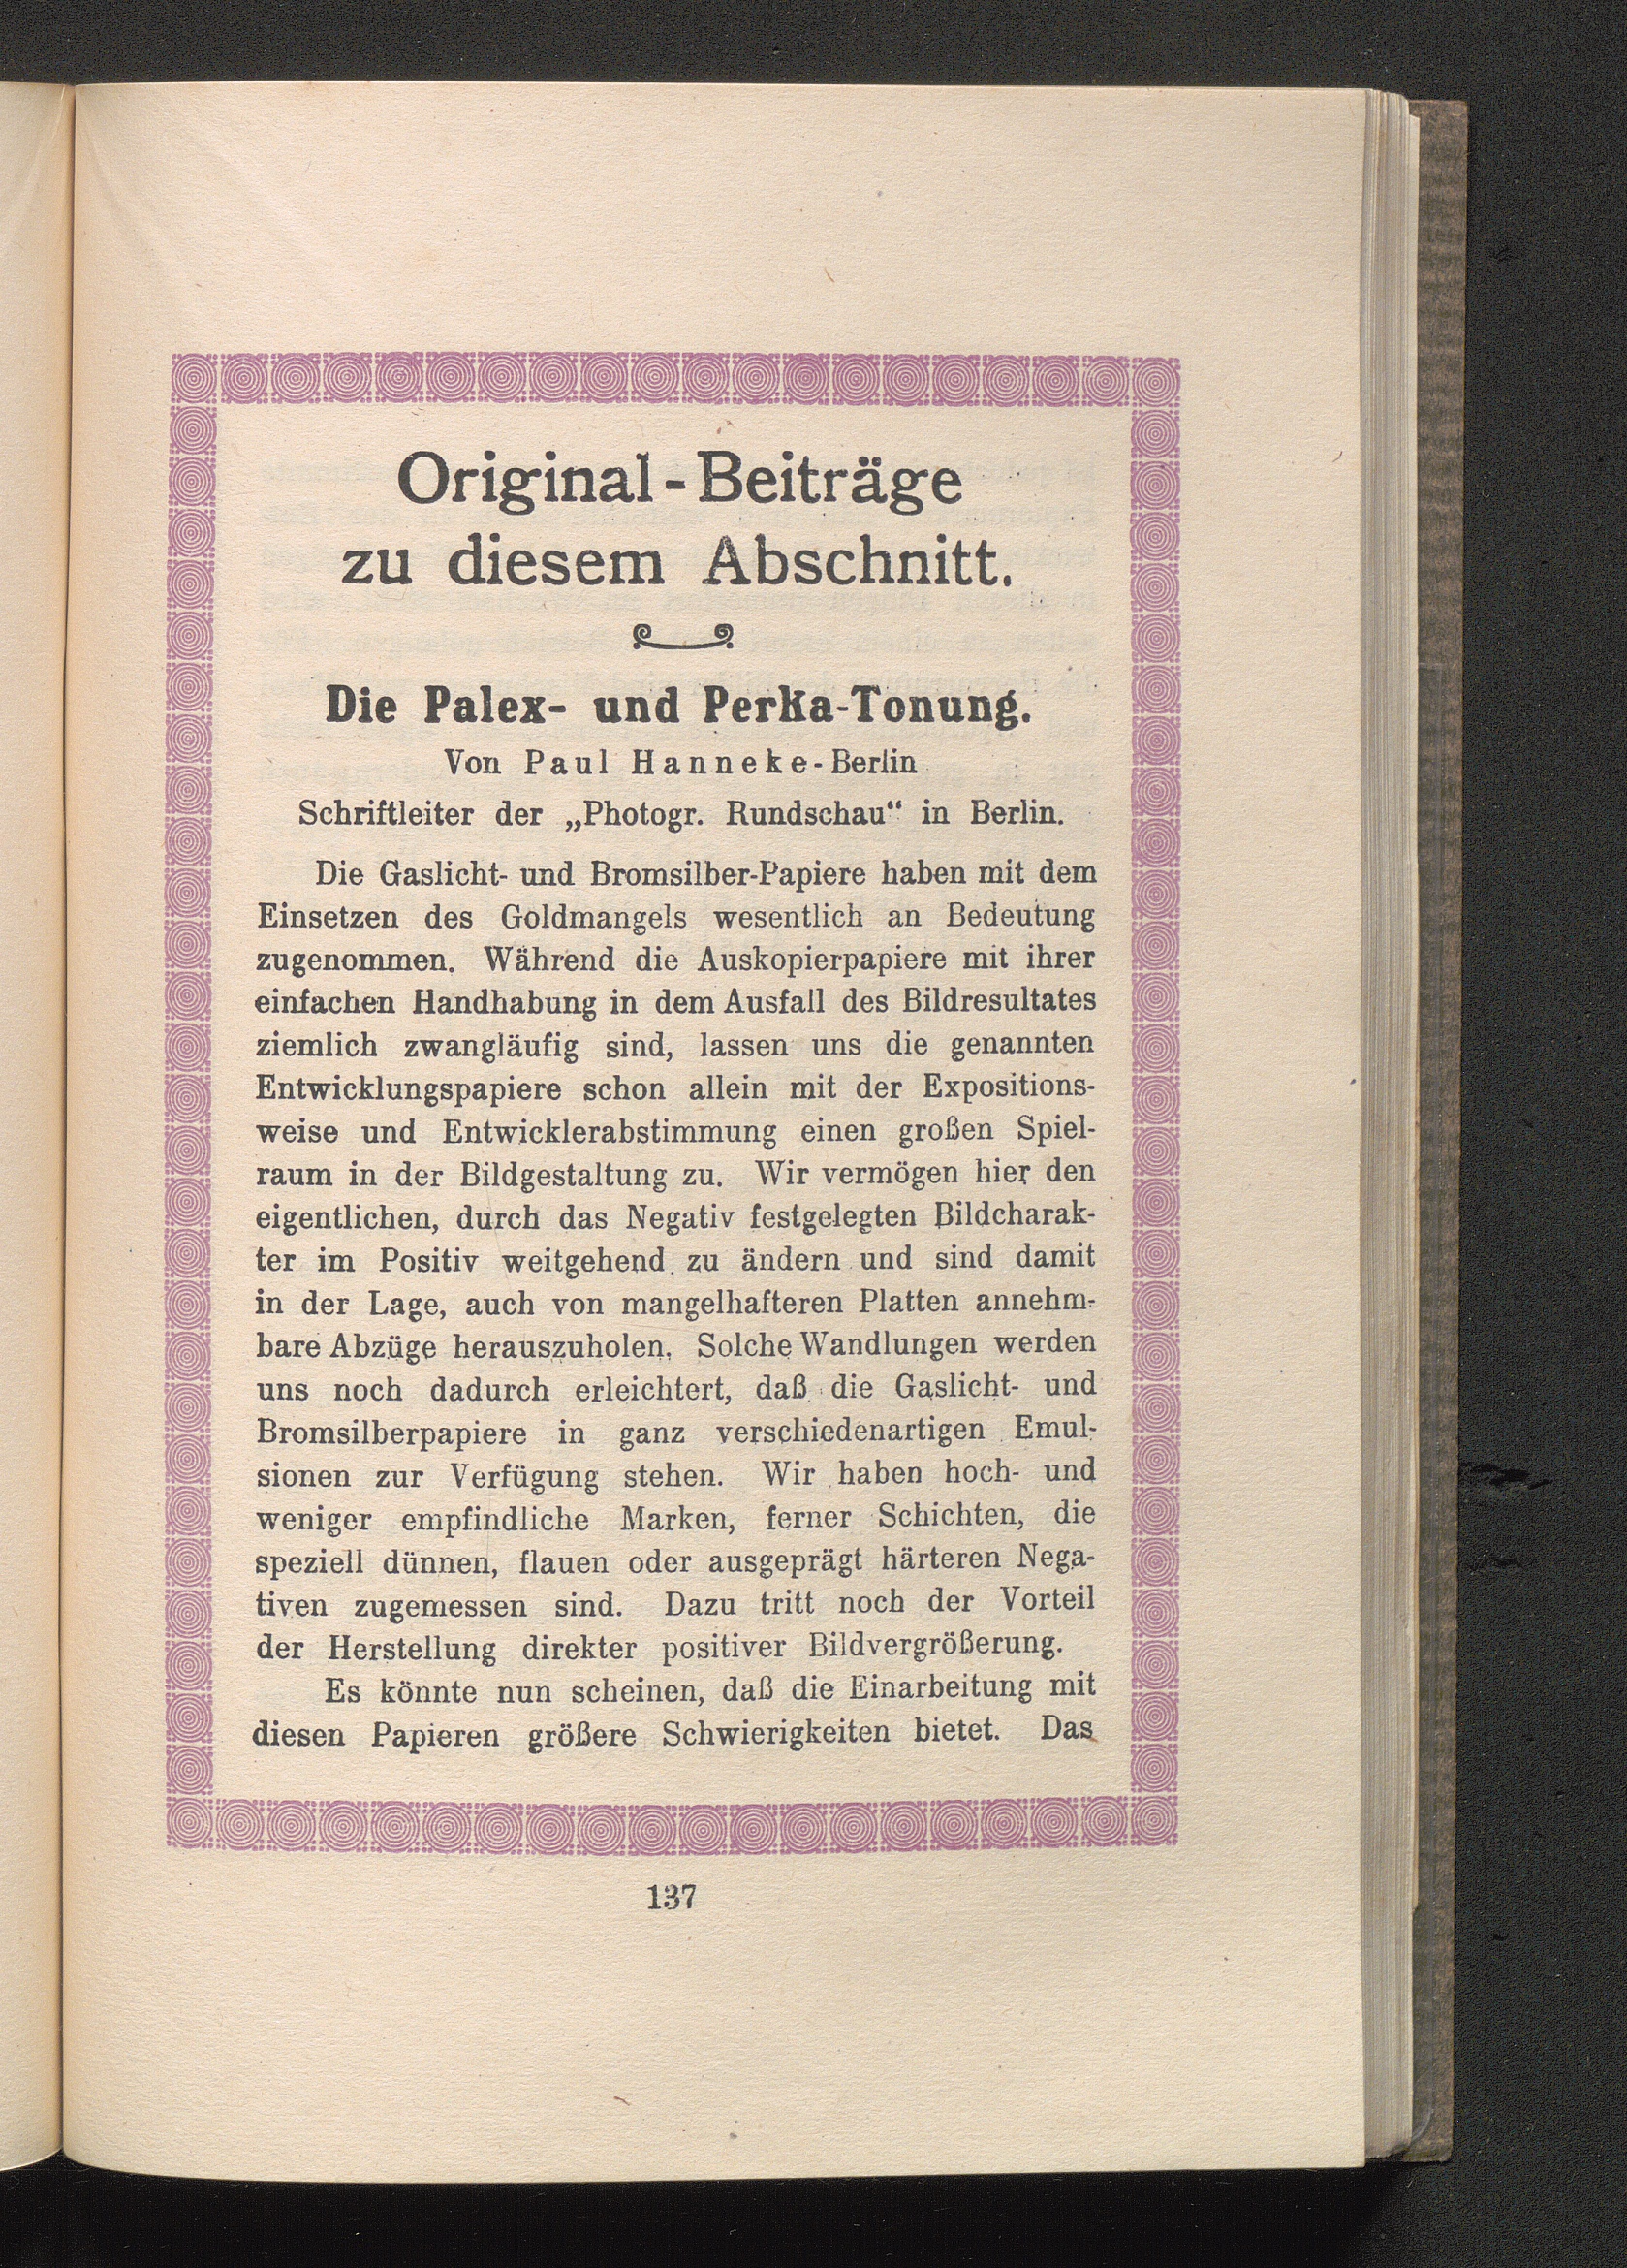 Original-Beiträge
zu diesem Abschnitt.
Die Palex- und Perka-Tonung.
Von Paul Hanneke-Berlin
Schriftleiter der „Photogr. Rundschau“ in Berlin.
Die Gaslicht- und Bromsilber-Papiere haben mit dem
Einsetzen des Goldmangels wesentlich an Bedeutung
zugenommen. Während die Auskopierpapiere mit ihrer
einfachen Handhabung in dem Ausfall des Bildresultates
ziemlich zwangläufig sind, lassen uns die genannten
Entwicklungspapiere schon allein mit der Expositions-
weise und Entwicklerabstimmung einen großen Spiel-
raum in der Bildgestaltung zu. Wir vermögen hier den
eigentlichen, durch das Negativ festgelegten Bildcharak-
ter im Positiv weitgehend zu ändern und sind damit
in der Lage, auch von mangelhafteren Platten annehm-
bare Abzüge herauszuholen. Solche Wandlungen werden
uns noch dadurch erleichtert, daß die Gaslicht- und
Bromsilberpapiere in ganz verschiedenartigen Emul-
sionen zur Verfügung stehen. Wir haben hoch- und
weniger empfindliche Marken, ferner Schichten, die
speziell dünnen, flauen oder ausgeprägt härteren Nega-
tiven zugemessen sind. Dazu tritt noch der Vorteil
der Herstellung direkter positiver Bildvergrößerung.
Es könnte nun scheinen, daß die Einarbeitung mit
diesen Papieren größere Schwierigkeiten bietet. Das
137